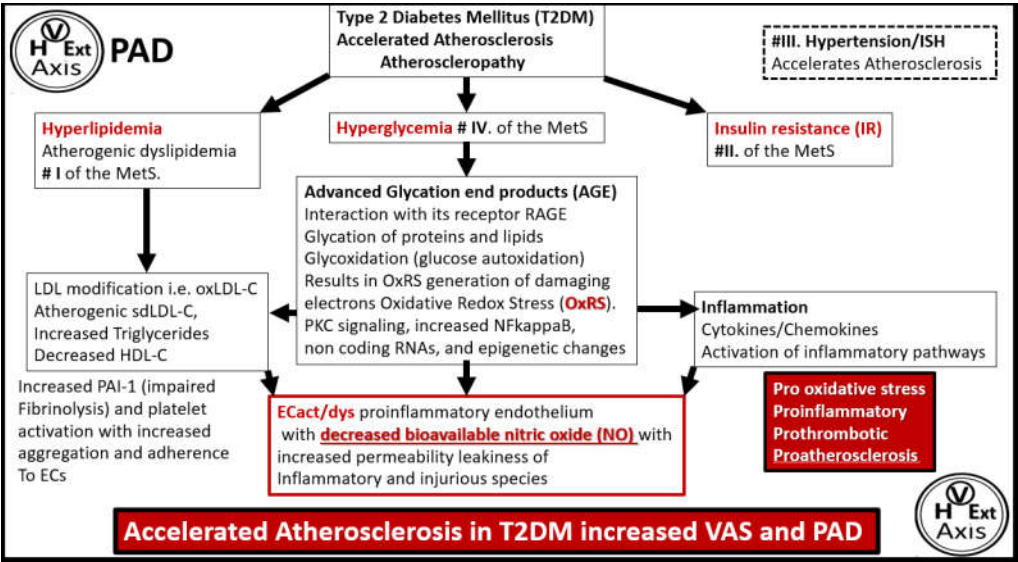 V
H Ext
Axis
PAD
Type 2 Diabetes Mellitus (T2DM)
Accelerated Atherosclerosis
Atheroscleropathy
#III. Hypertension/ISH
Accelerates Atherosclerosis
Hyperlipidemia
Atherogenic dyslipidemia
# I of the MetS.
Hyperglycemia # IV. of the MetS
Insulin resistance (IR)
#II. of the MetS
Advanced Glycation end products (AGE)
Interaction with its receptor RAGE
Glycation of proteins and lipids
Glycoxidation (glucose autoxidation)
Results in OxRS generation of damaging
electrons Oxidative Redox Stress (OxRS).
PKC signaling, increased NFkappaB,
non coding RNAs, and epigenetic changes
LDL modification i.e. oxLDL-C
Atherogenic sdLDL-C,
Increased Triglycerides
Decreased HDL-C
Inflammation
Cytokines/Chemokines
Activation of inflammatory pathways
Increased PAI-1 (impaired
Fibrinolysis) and platelet
activation with increased
aggregation and adherence
To ECs
ECact/dys proinflammatory endothelium
with decreased bioavailable nitric oxide (NO) with
increased permeability leakiness of
Inflammatory and injurious species
Pro oxidative stress
Proinflammatory
Prothrombotic
Proatherosclerosis
Accelerated Atherosclerosis in T2DM increased VAS and PAD
V
H Ext
Axis